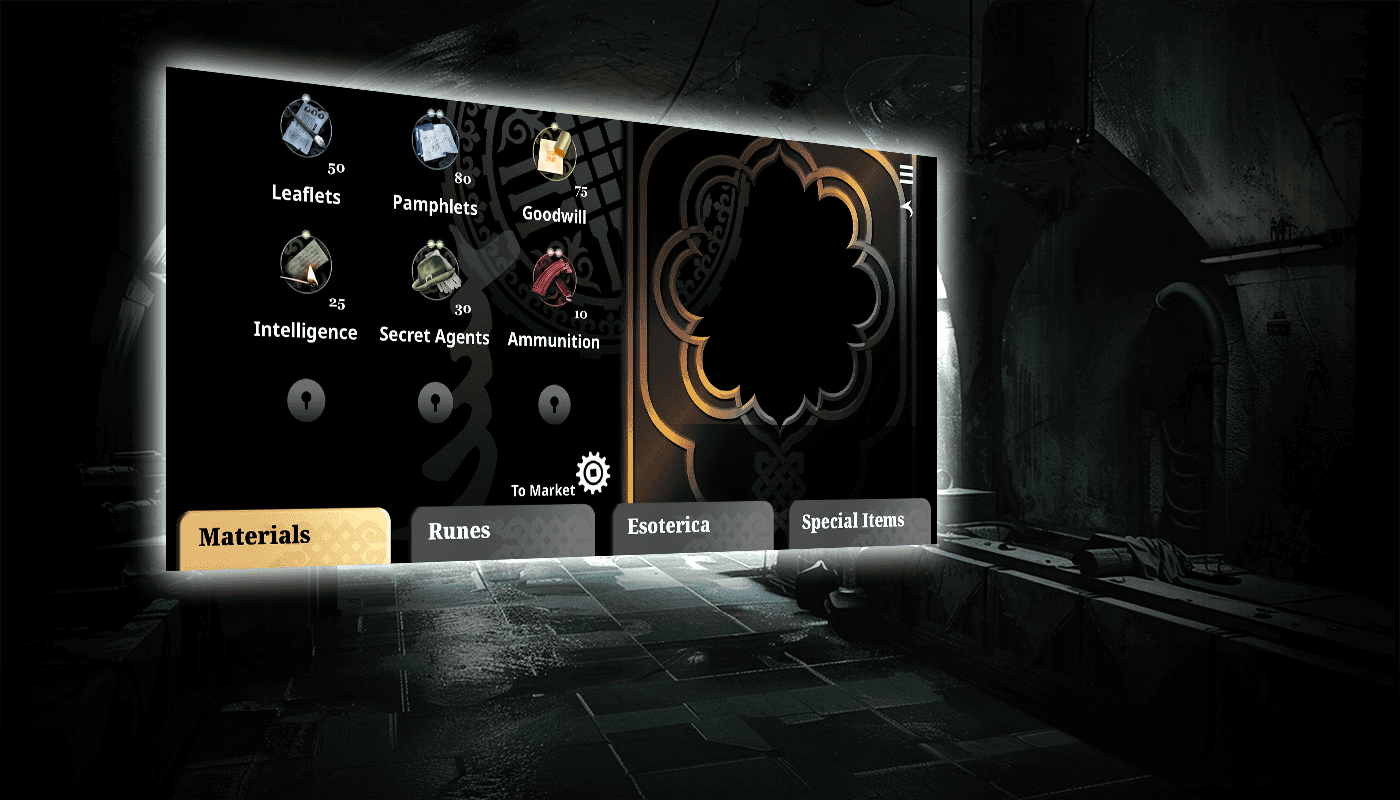 50
Leaflets
80
Pamphlets
75
Goodwill
25
Intelligence
30
Secret Agents
10
Ammunition
To Market
Materials
Runes
Esoterica
Special Items